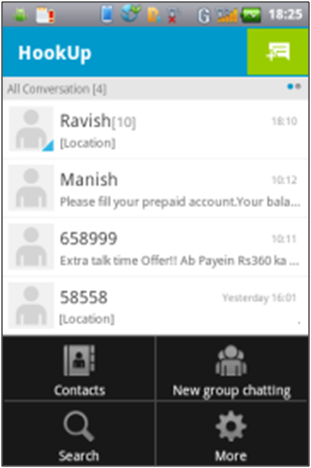 18:25
HookUp
All Conversation [4]
Ravish[10] 18:10
[Location]
Manish 10:12
Please fill your prepaid account.Your bala...
658999 10:11
Extra talk time Offer!! Ab Payein Rs360 ka ...
58558 Yesterday 16:01
[Location] .
Contacts New group chatting
Search More